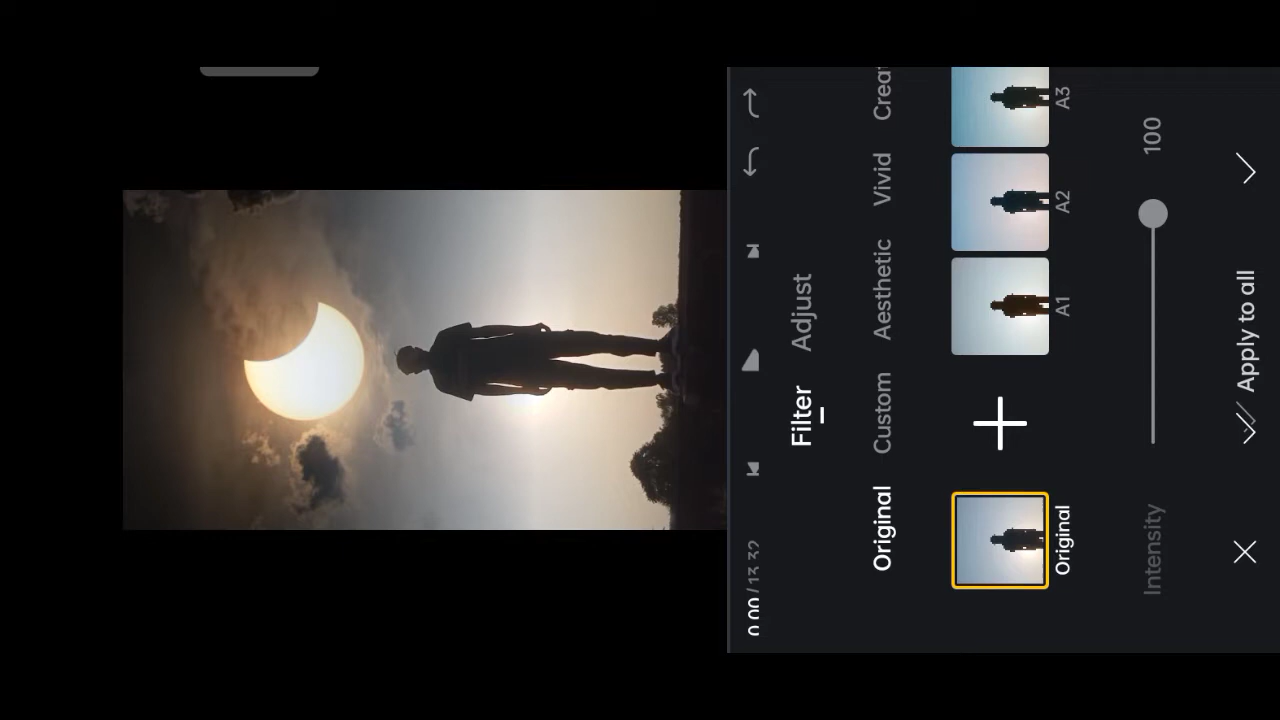 0:00 / 13:32
Filter Adjust
Original Custom Aesthetic Vivid Crea
Original A1 A2 A3
Intensity 100
Apply to all